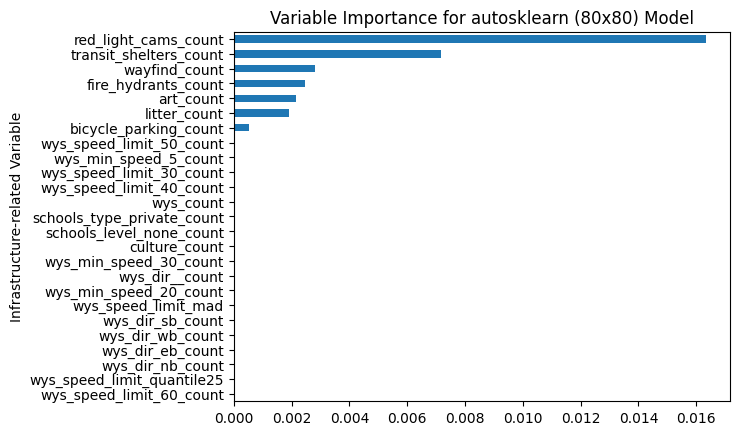 Variable Importance for autosklearn (80x80) Model
Infrastructure-related Variable
red_light_cams_count
transit_shelters_count
wayfind_count
fire_hydrants_count
art_count
litter_count
bicycle_parking_count
wys_speed_limit_50_count
wys_min_speed_5_count
wys_speed_limit_30_count
wys_speed_limit_40_count
wys_count
schools_type_private_count
schools_level_none_count
culture_count
wys_min_speed_30_count
wys_dir__count
wys_min_speed_20_count
wys_speed_limit_mad
wys_dir_sb_count
wys_dir_wb_count
wys_dir_eb_count
wys_dir_nb_count
wys_speed_limit_quantile25
wys_speed_limit_60_count
0.000 0.002 0.004 0.006 0.008 0.010 0.012 0.014 0.016